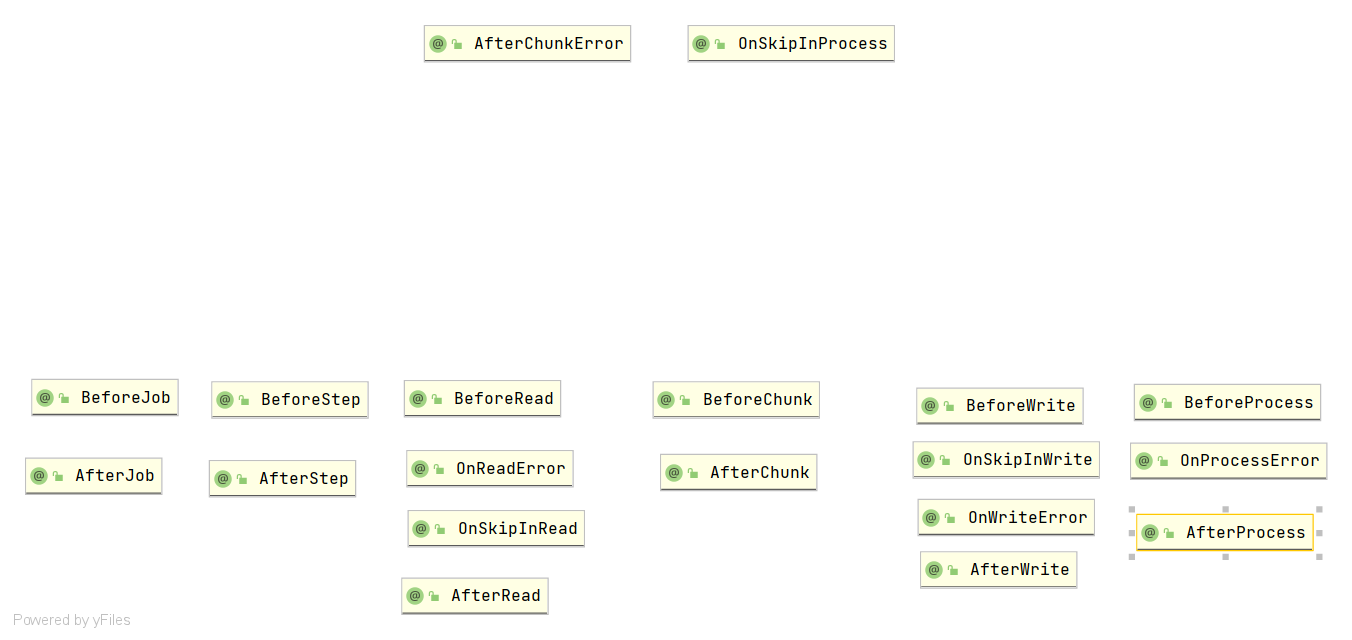 AfterChunkError
OnSkipInProcess
BeforeJob
BeforeStep
BeforeRead
BeforeChunk
BeforeWrite
BeforeProcess
AfterJob
AfterStep
OnReadError
AfterChunk
OnSkipInWrite
OnProcessError
OnSkipInRead
OnWriteError
AfterProcess
AfterRead
AfterWrite
Powered by yFiles